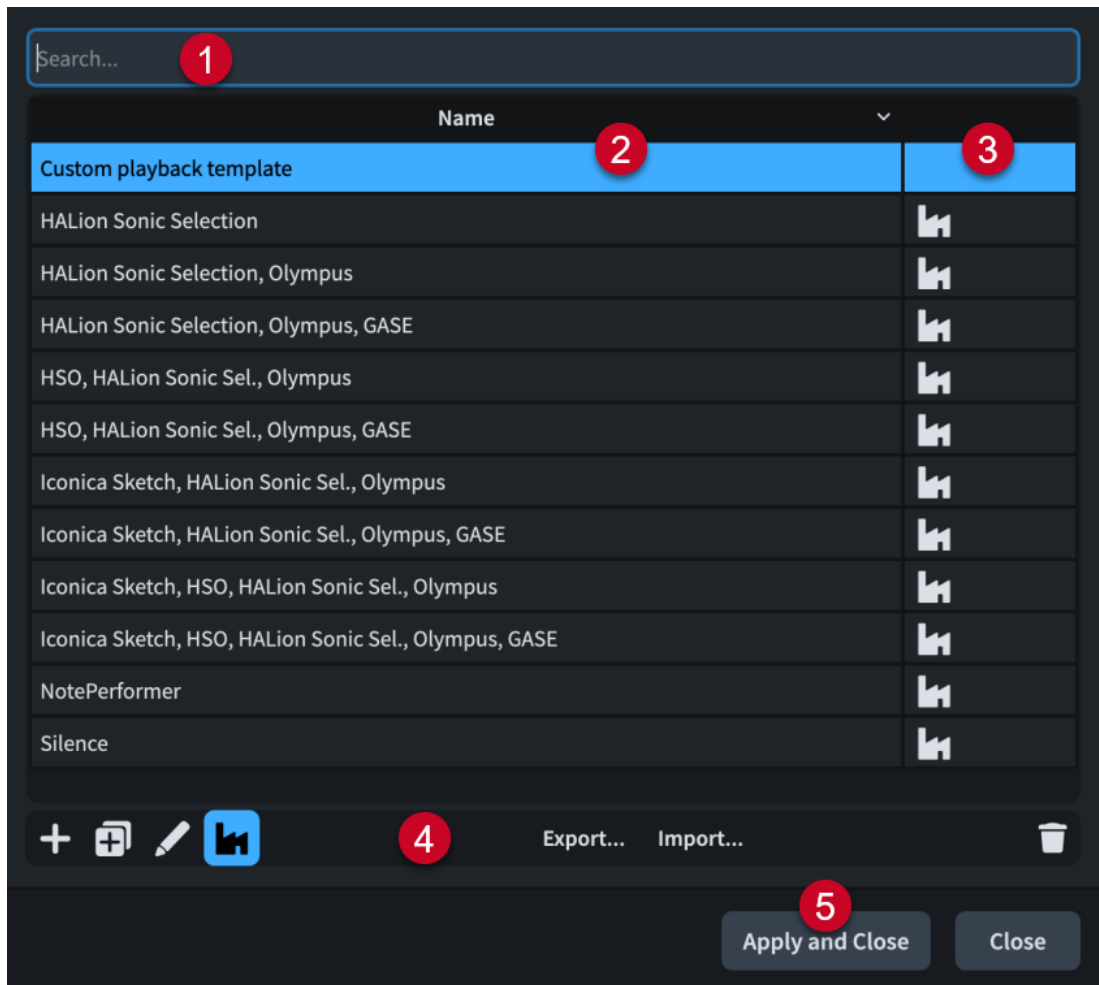 Search...
1
Name
2
3
Custom playback template
HALion Sonic Selection
HALion Sonic Selection, Olympus
HALion Sonic Selection, Olympus, GASE
HSO, HALion Sonic Sel., Olympus
HSO, HALion Sonic Sel., Olympus, GASE
Iconica Sketch, HALion Sonic Sel., Olympus
Iconica Sketch, HALion Sonic Sel., Olympus, GASE
Iconica Sketch, HSO, HALion Sonic Sel., Olympus
Iconica Sketch, HSO, HALion Sonic Sel., Olympus, GASE
NotePerformer
Silence
4
Export... Import...
5
Apply and Close Close